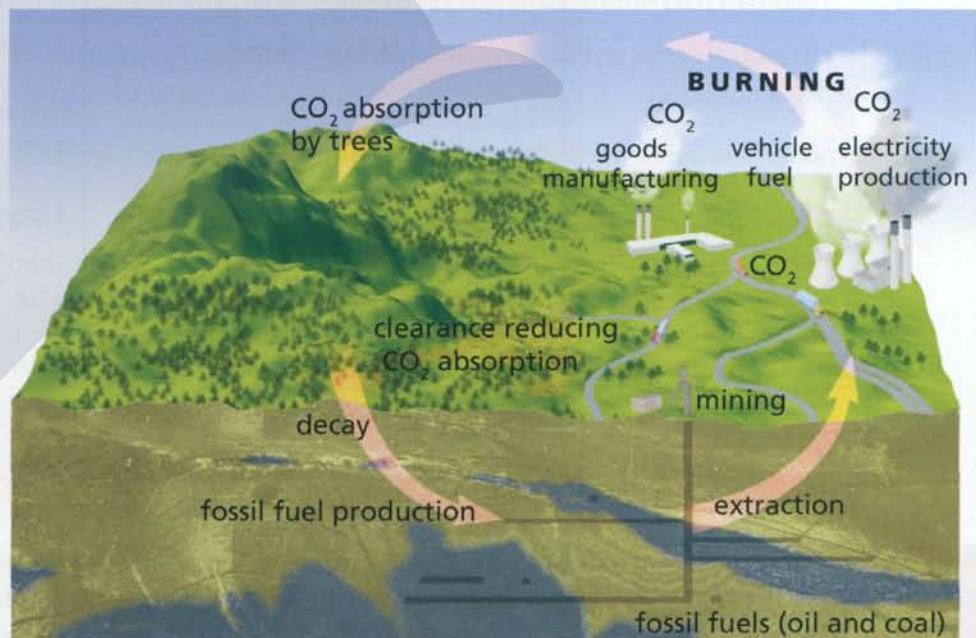 BURNING
CO₂ absorption
by trees
CO₂
goods
manufacturing
vehicle
fuel
CO₂
electricity
production
CO₂
clearance reducing
CO₂ absorption
mining
decay
fossil fuel production
extraction
fossil fuels (oil and coal)